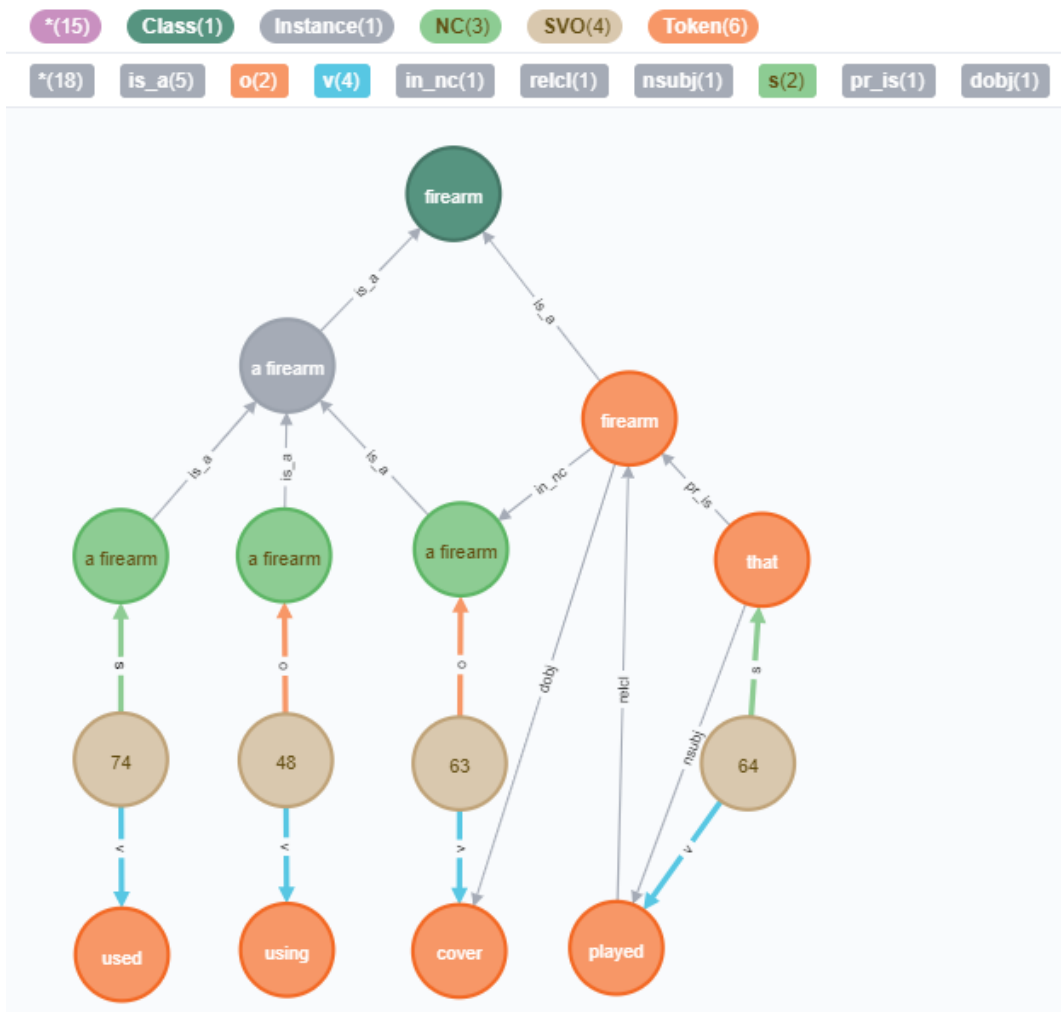 *(15) Class(1) Instance(1) NC(3) SVO(4) Token(6)
*(18) is_a(5) o(2) v(4) in_nc(1) relcl(1) nsubj(1) s(2) pr_is(1) dobj(1)
firearm
is_a is_a
a firearm
firearm
is_a is_a is_a in_nc pr_is
a firearm a firearm a firearm that
s o o dobj relcl s
nsubj
74 48 63 64
v v v v
used using cover played